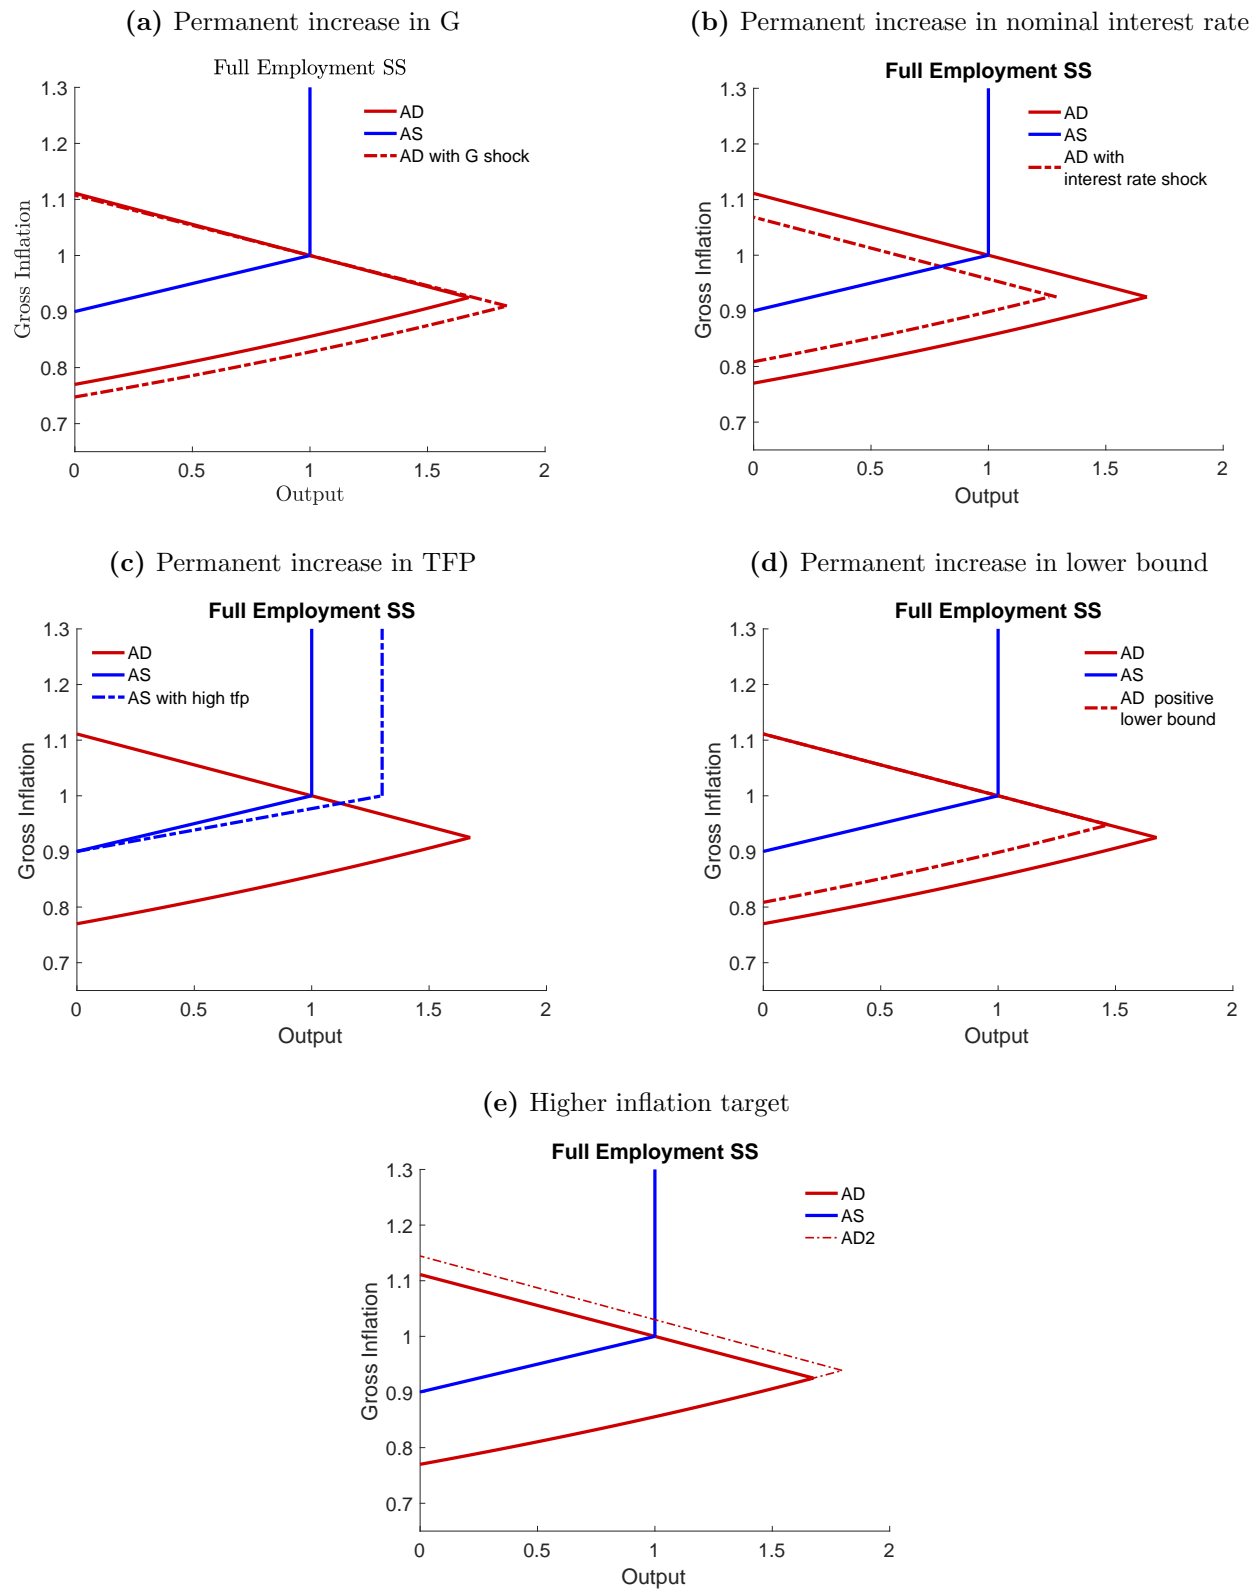 (a) Permanent increase in G
Full Employment SS
1.3
1.2
1.1
1
0.9
0.8
0.7
Gross Inflation
AD
AS
AD with G shock
0
0.5
1
1.5
2
Output
(b) Permanent increase in nominal interest rate
Full Employment SS
1.3
1.2
1.1
1
0.9
0.8
0.7
Gross Inflation
AD
AS
AD with
interest rate shock
0
0.5
1
1.5
2
Output
(c) Permanent increase in TFP
Full Employment SS
1.3
1.2
1.1
1
0.9
0.8
0.7
Gross Inflation
AD
AS
AS with high tfp
0
0.5
1
1.5
2
Output
(d) Permanent increase in lower bound
Full Employment SS
1.3
1.2
1.1
1
0.9
0.8
0.7
Gross Inflation
AD
AS
AD positive
lower bound
0
0.5
1
1.5
2
Output
(e) Higher inflation target
Full Employment SS
1.3
1.2
1.1
1
0.9
0.8
0.7
Gross Inflation
AD
AS
AD2
0
0.5
1
1.5
2
Output